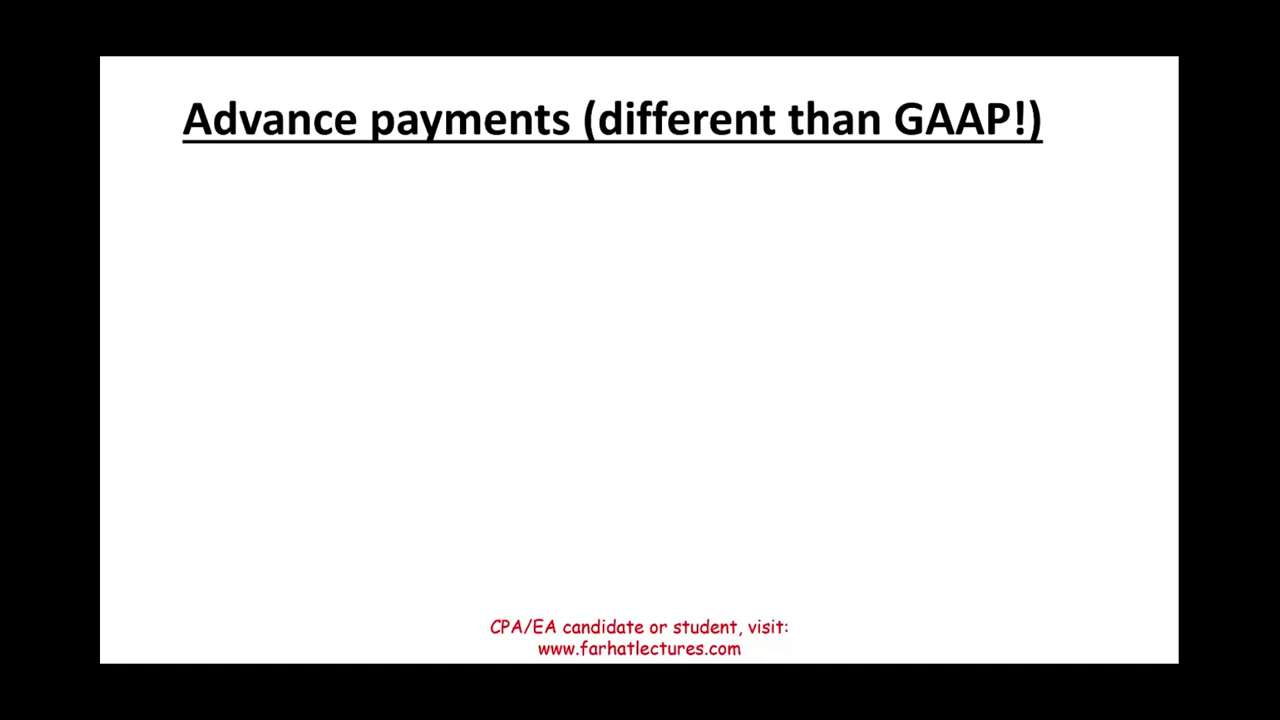 Advance payments (different than GAAP!)
CPA/EA candidate or student, visit:
www.farhatlectures.com